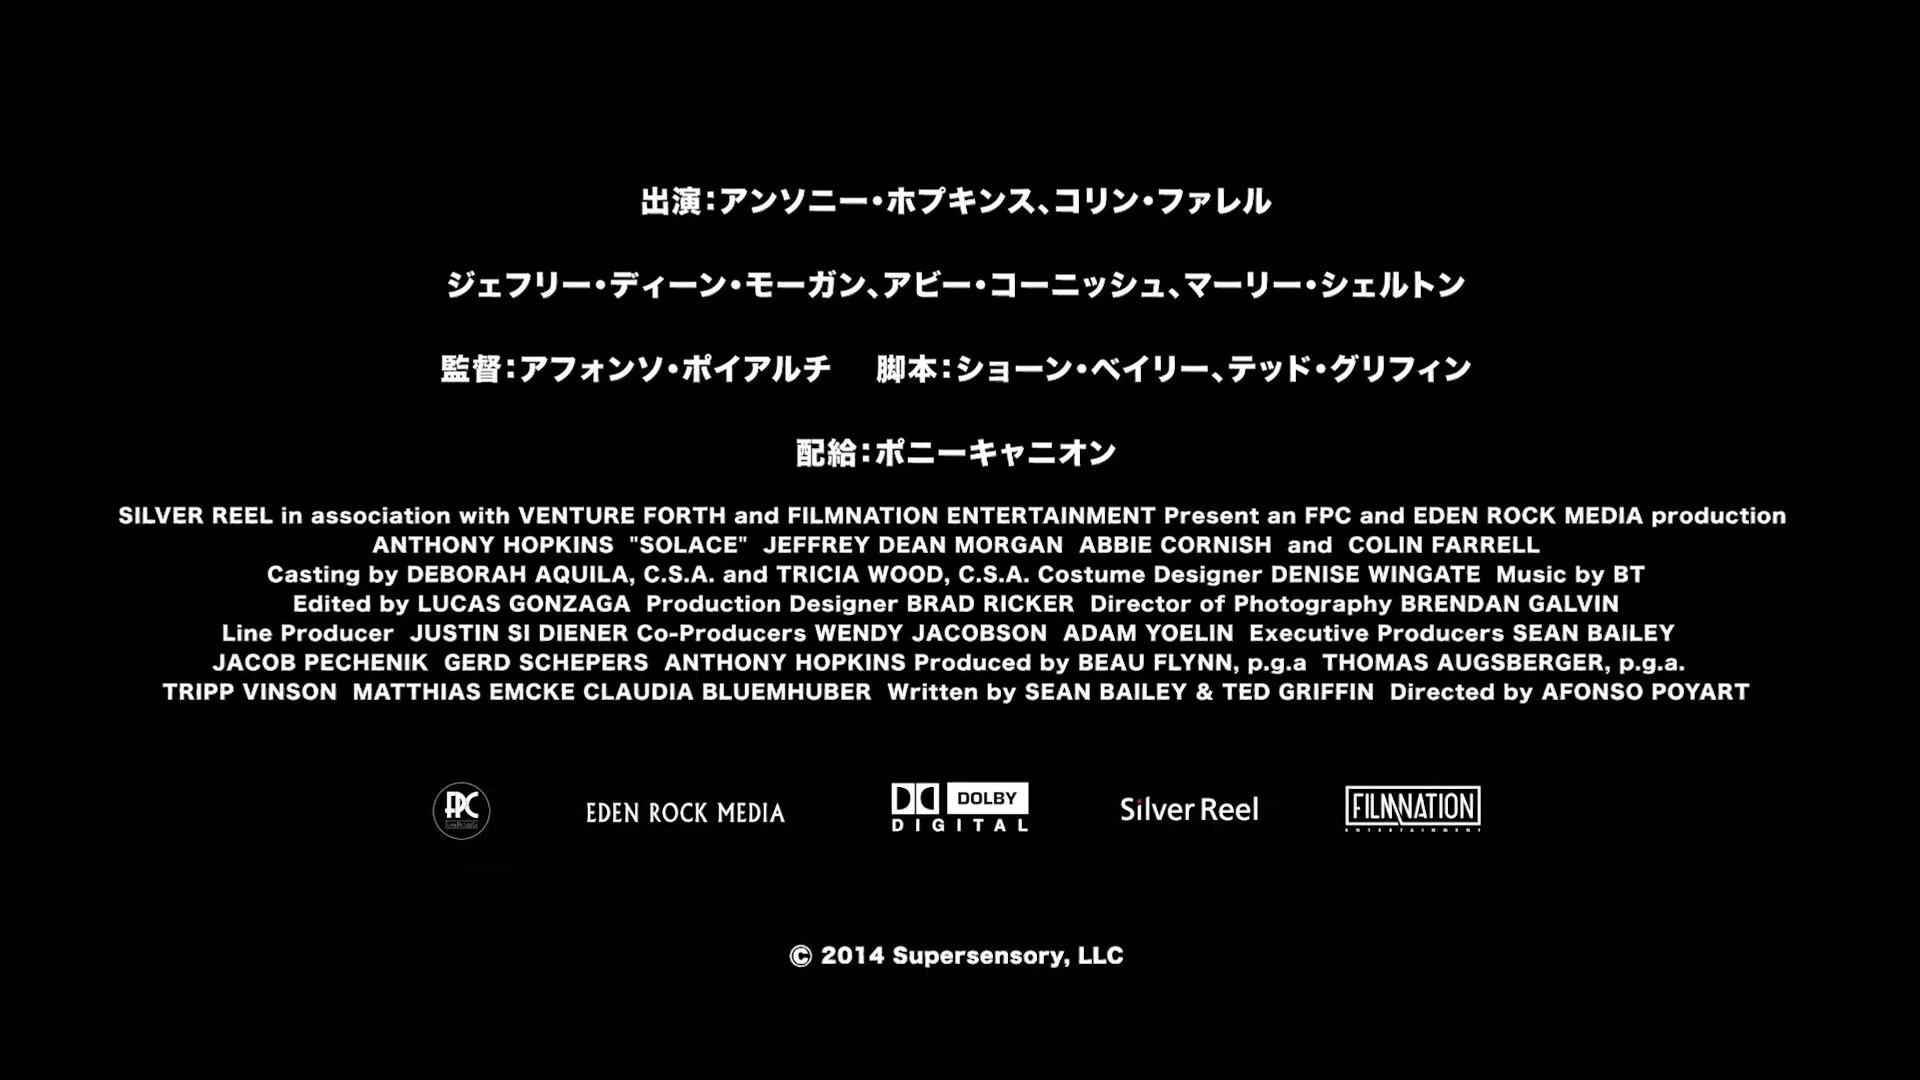 出演：アンソニー・ホプキンス、コリン・ファレル
ジェフリー・ディーン・モーガン、アビー・コーニッシュ、マーリー・シェルトン
監督：アフォンソ・ポイアルチ　脚本：ショーン・ベイリー、テッド・グリフィン
配給：ポニーキャニオン
SILVER REEL in association with VENTURE FORTH and FILMNATION ENTERTAINMENT Present an FPC and EDEN ROCK MEDIA production
ANTHONY HOPKINS "SOLACE" JEFFREY DEAN MORGAN ABBIE CORNISH and COLIN FARRELL
Casting by DEBORAH AQUILA, C.S.A. and TRICIA WOOD, C.S.A. Costume Designer DENISE WINGATE Music by BT
Edited by LUCAS GONZAGA Production Designer BRAD RICKER Director of Photography BRENDAN GALVIN
Line Producer JUSTIN SI DIENER Co-Producers WENDY JACOBSON ADAM YOELIN Executive Producers SEAN BAILEY
JACOB PECHENIK GERD SCHEPERS ANTHONY HOPKINS Produced by BEAU FLYNN, p.g.a THOMAS AUGSBERGER, p.g.a.
TRIPP VINSON MATTHIAS EMCKE CLAUDIA BLUEMHUBER Written by SEAN BAILEY & TED GRIFFIN Directed by AFONSO POYART
FPC
EDEN ROCK MEDIA
DOLBY
DIGITAL
Silver Reel
FILMNATION
ENTERTAINMENT
© 2014 Supersensory, LLC